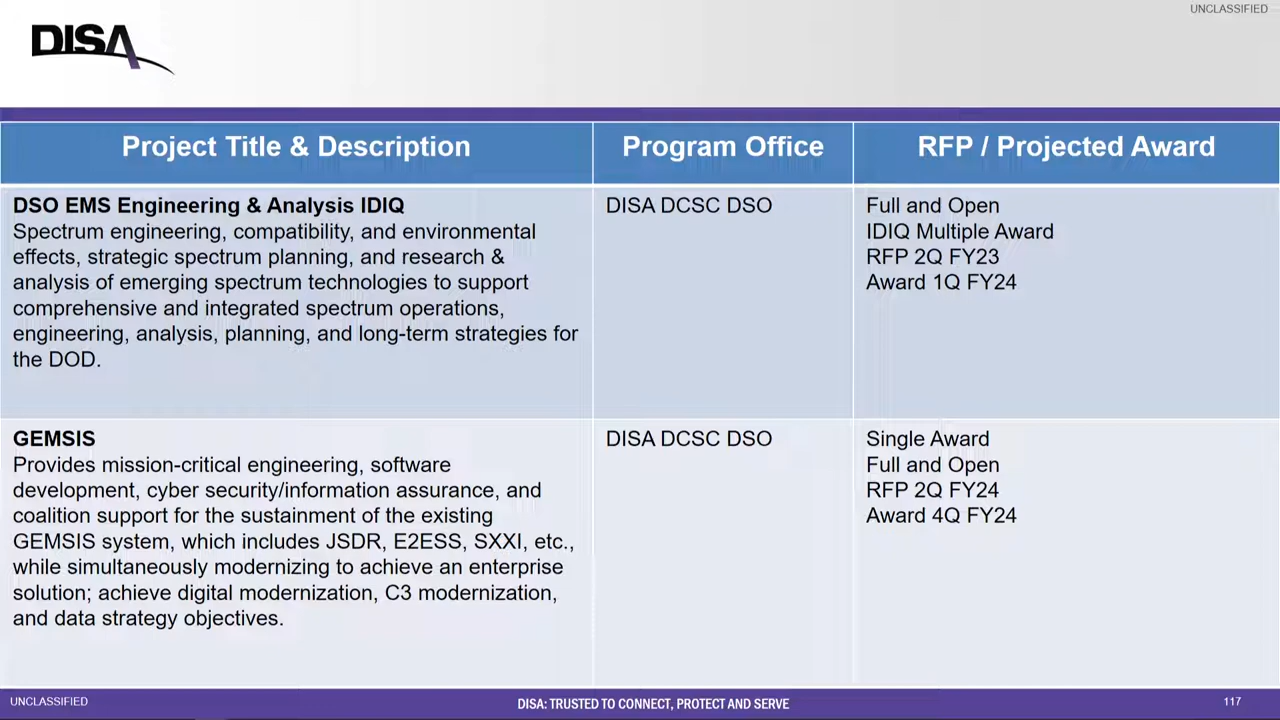 UNCLASSIFIED
DISA
Project Title & Description
Program Office
RFP / Projected Award
DSO EMS Engineering & Analysis IDIQ
Spectrum engineering, compatibility, and environmental
effects, strategic spectrum planning, and research &
analysis of emerging spectrum technologies to support
comprehensive and integrated spectrum operations,
engineering, analysis, planning, and long-term strategies for
the DOD.
DISA DCSC DSO
Full and Open
IDIQ Multiple Award
RFP 2Q FY23
Award 1Q FY24
GEMSIS
Provides mission-critical engineering, software
development, cyber security/information assurance, and
coalition support for the sustainment of the existing
GEMSIS system, which includes JSDR, E2ESS, SXXI, etc.,
while simultaneously modernizing to achieve an enterprise
solution; achieve digital modernization, C3 modernization,
and data strategy objectives.
DISA DCSC DSO
Single Award
Full and Open
RFP 2Q FY24
Award 4Q FY24
UNCLASSIFIED
DISA: TRUSTED TO CONNECT, PROTECT AND SERVE
117